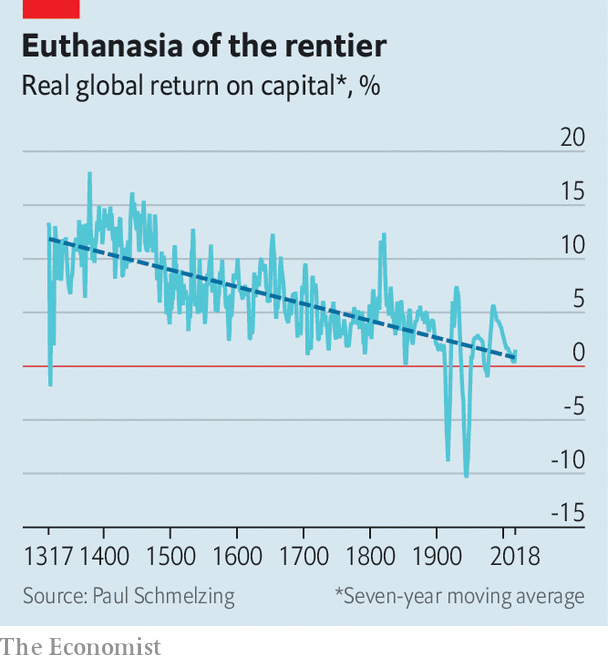 Euthanasia of the rentier
Real global return on capital*, %
20
15
10
5
0
-5
-10
-15
1317 1400 1500 1600 1700 1800 1900 2018
Source: Paul Schmelzing *Seven-year moving average
The Economist